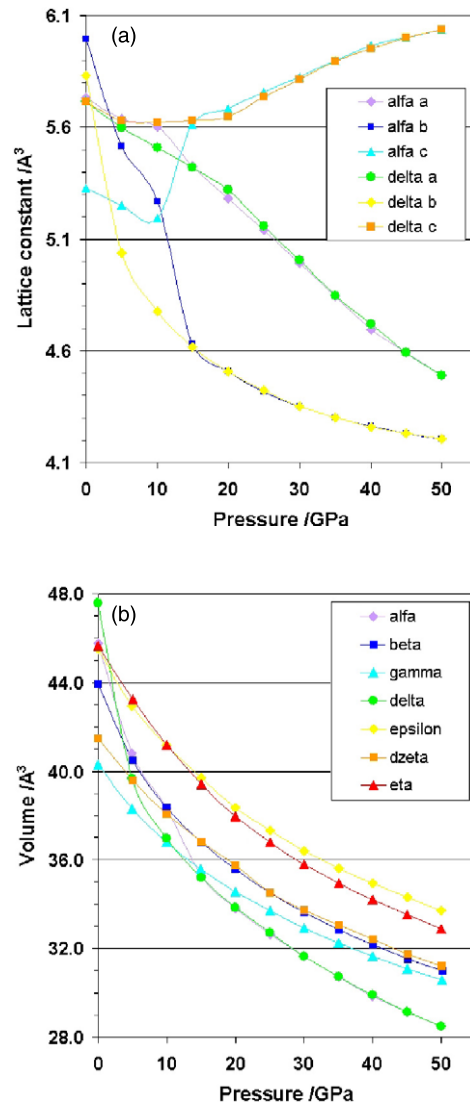 (a)
6.1
5.6
5.1
4.6
4.1
Lattice constant /A³
0 10 20 30 40 50
Pressure /GPa
alfa a
alfa b
alfa c
delta a
delta b
delta c
(b)
48.0
44.0
40.0
36.0
32.0
28.0
Volume /A³
0 10 20 30 40 50
Pressure /GPa
alfa
beta
gamma
delta
epsilon
dzeta
eta